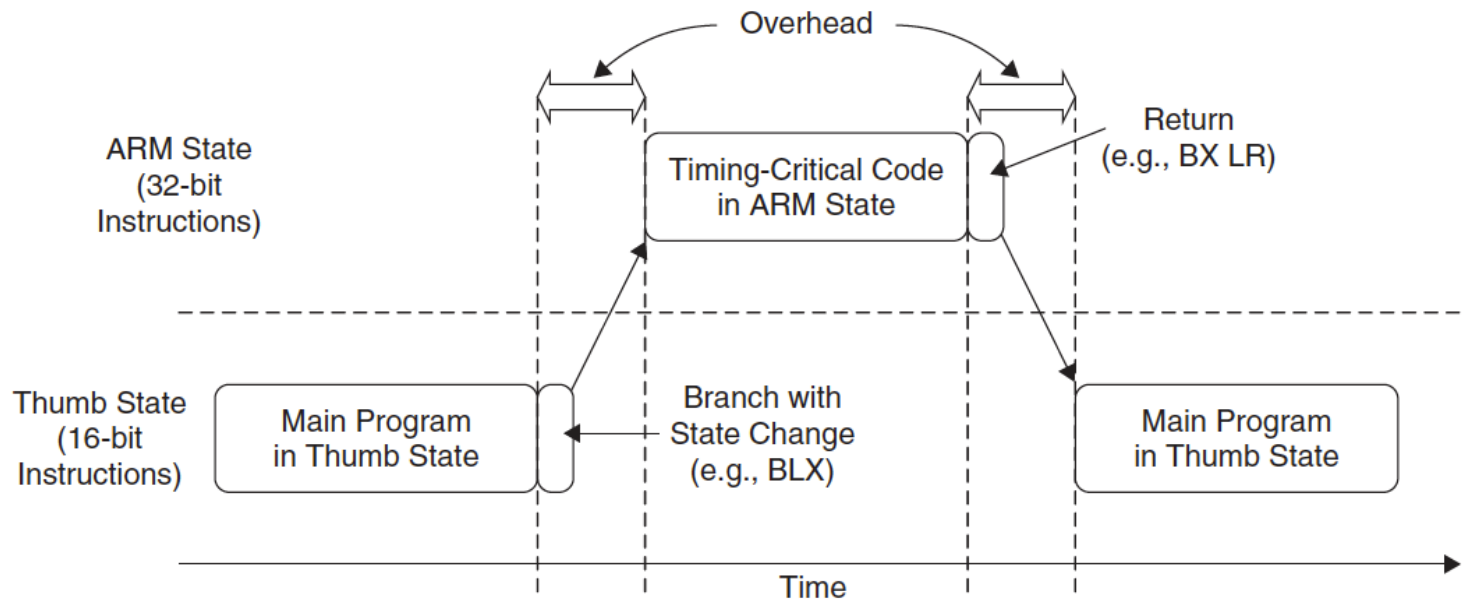 Overhead
ARM State
(32-bit
Instructions)
Timing-Critical Code
in ARM State
Return
(e.g., BX LR)
Thumb State
(16-bit
Instructions)
Main Program
in Thumb State
Branch with
State Change
(e.g., BLX)
Main Program
in Thumb State
Time